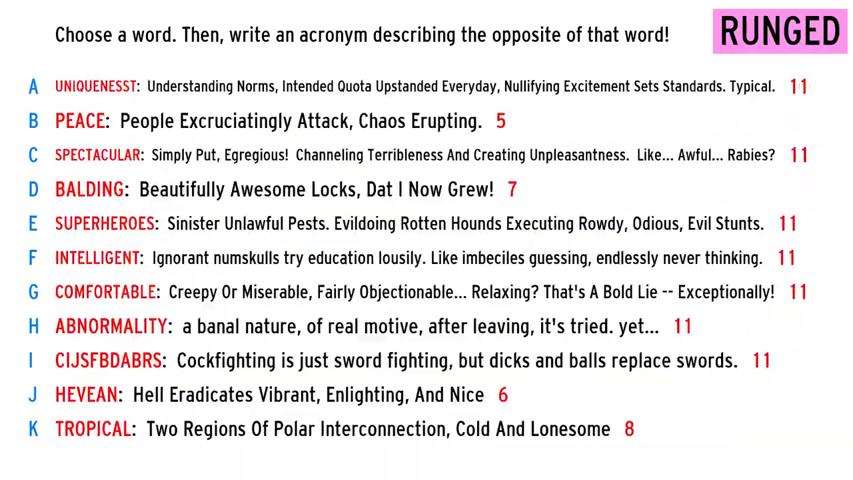 Choose a word. Then, write an acronym describing the opposite of that word!
RUNGED
A UNIQUENESST: Understanding Norms, Intended Quota Upstanded Everyday, Nullifying Excitement Sets Standards. Typical. 11
B PEACE: People Excruciatingly Attack, Chaos Erupting. 5
C SPECTACULAR: Simply Put, Egregious! Channeling Terribleness And Creating Unpleasantness. Like... Awful... Rabies? 11
D BALDING: Beautifully Awesome Locks, Dat I Now Grew! 7
E SUPERHEROES: Sinister Unlawful Pests. Evildoing Rotten Hounds Executing Rowdy, Odious, Evil Stunts. 11
F INTELLIGENT: Ignorant numskulls try education lousily. Like imbeciles guessing, endlessly never thinking. 11
G COMFORTABLE: Creepy Or Miserable, Fairly Objectionable... Relaxing? That's A Bold Lie -- Exceptionally! 11
H ABNORMALITY: a banal nature, of real motive, after leaving, it's tried. yet... 11
I CIJSFBDABRS: Cockfighting is just sword fighting, but dicks and balls replace swords. 11
J HEVEAN: Hell Eradicates Vibrant, Enlighting, And Nice 6
K TROPICAL: Two Regions Of Polar Interconnection, Cold And Lonesome 8